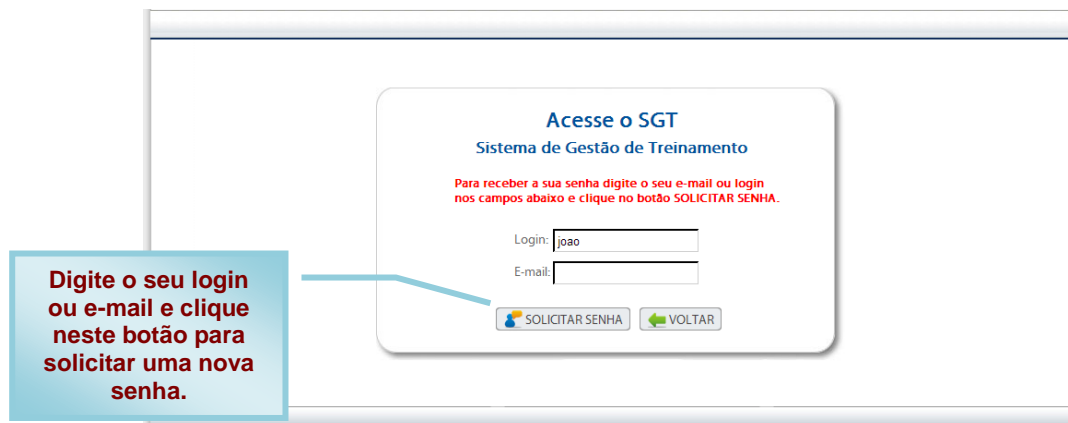 Acesse o SGT
Sistema de Gestão de Treinamento
Para receber a sua senha digite o seu e-mail ou login
nos campos abaixo e clique no botão SOLICITAR SENHA.
Login: joao
E-mail:
SOLICITAR SENHA VOLTAR
Digite o seu login
ou e-mail e clique
neste botão para
solicitar uma nova
senha.